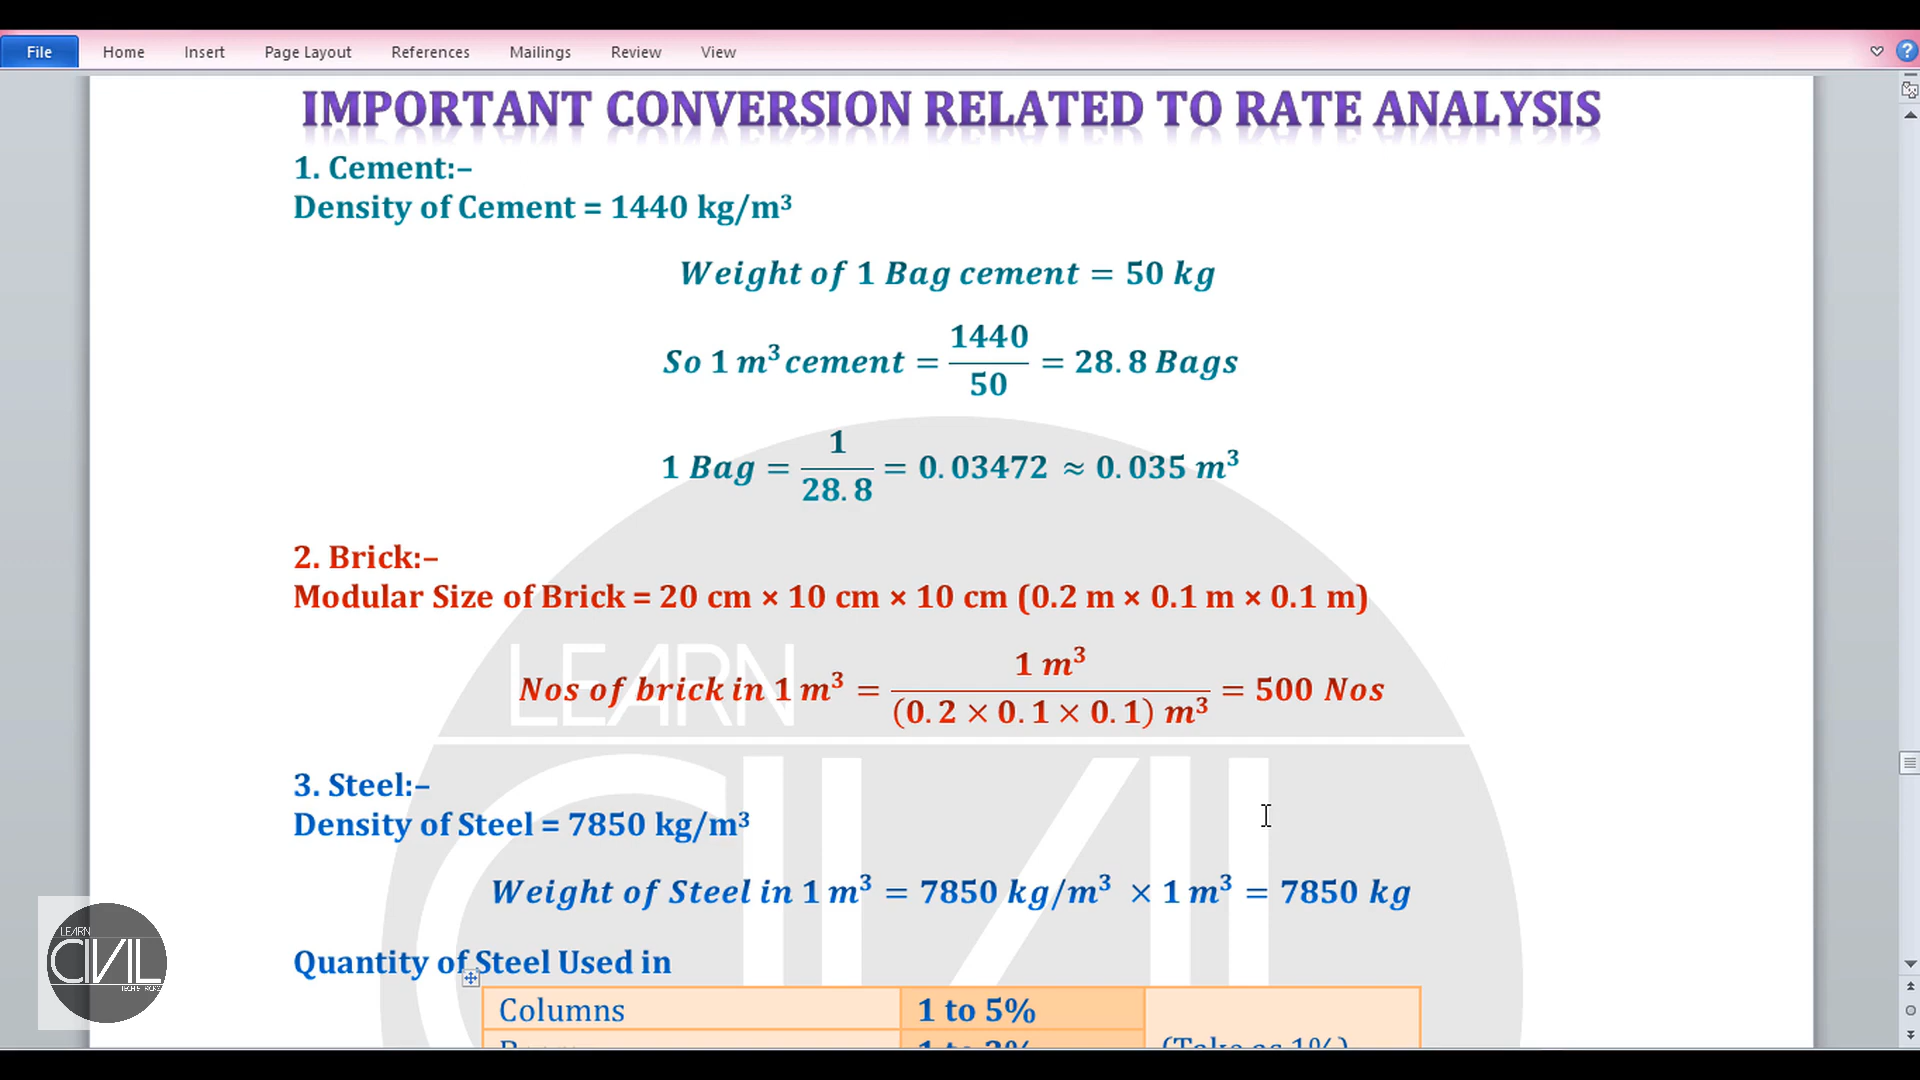 File Home Insert Page Layout References Mailings Review View
IMPORTANT CONVERSION RELATED TO RATE ANALYSIS
1. Cement:–
Density of Cement = 1440 kg/m³
Weight of 1 Bag cement = 50 kg
So 1 m³ cement = 1440/50 = 28.8 Bags
1 Bag = 1/28.8 = 0.03472 ≈ 0.035 m³
2. Brick:–
Modular Size of Brick = 20 cm × 10 cm × 10 cm (0.2 m × 0.1 m × 0.1 m)
LEARN
Nos of brick in 1 m³ = 1 m³/(0.2 × 0.1 × 0.1) m³ = 500 Nos
CIVIL
3. Steel:–
Density of Steel = 7850 kg/m³
Weight of Steel in 1 m³ = 7850 kg/m³ × 1 m³ = 7850 kg
LEARN
CIVIL
Quantity of Steel Used in
Columns 1 to 5%
(Take as 1%)